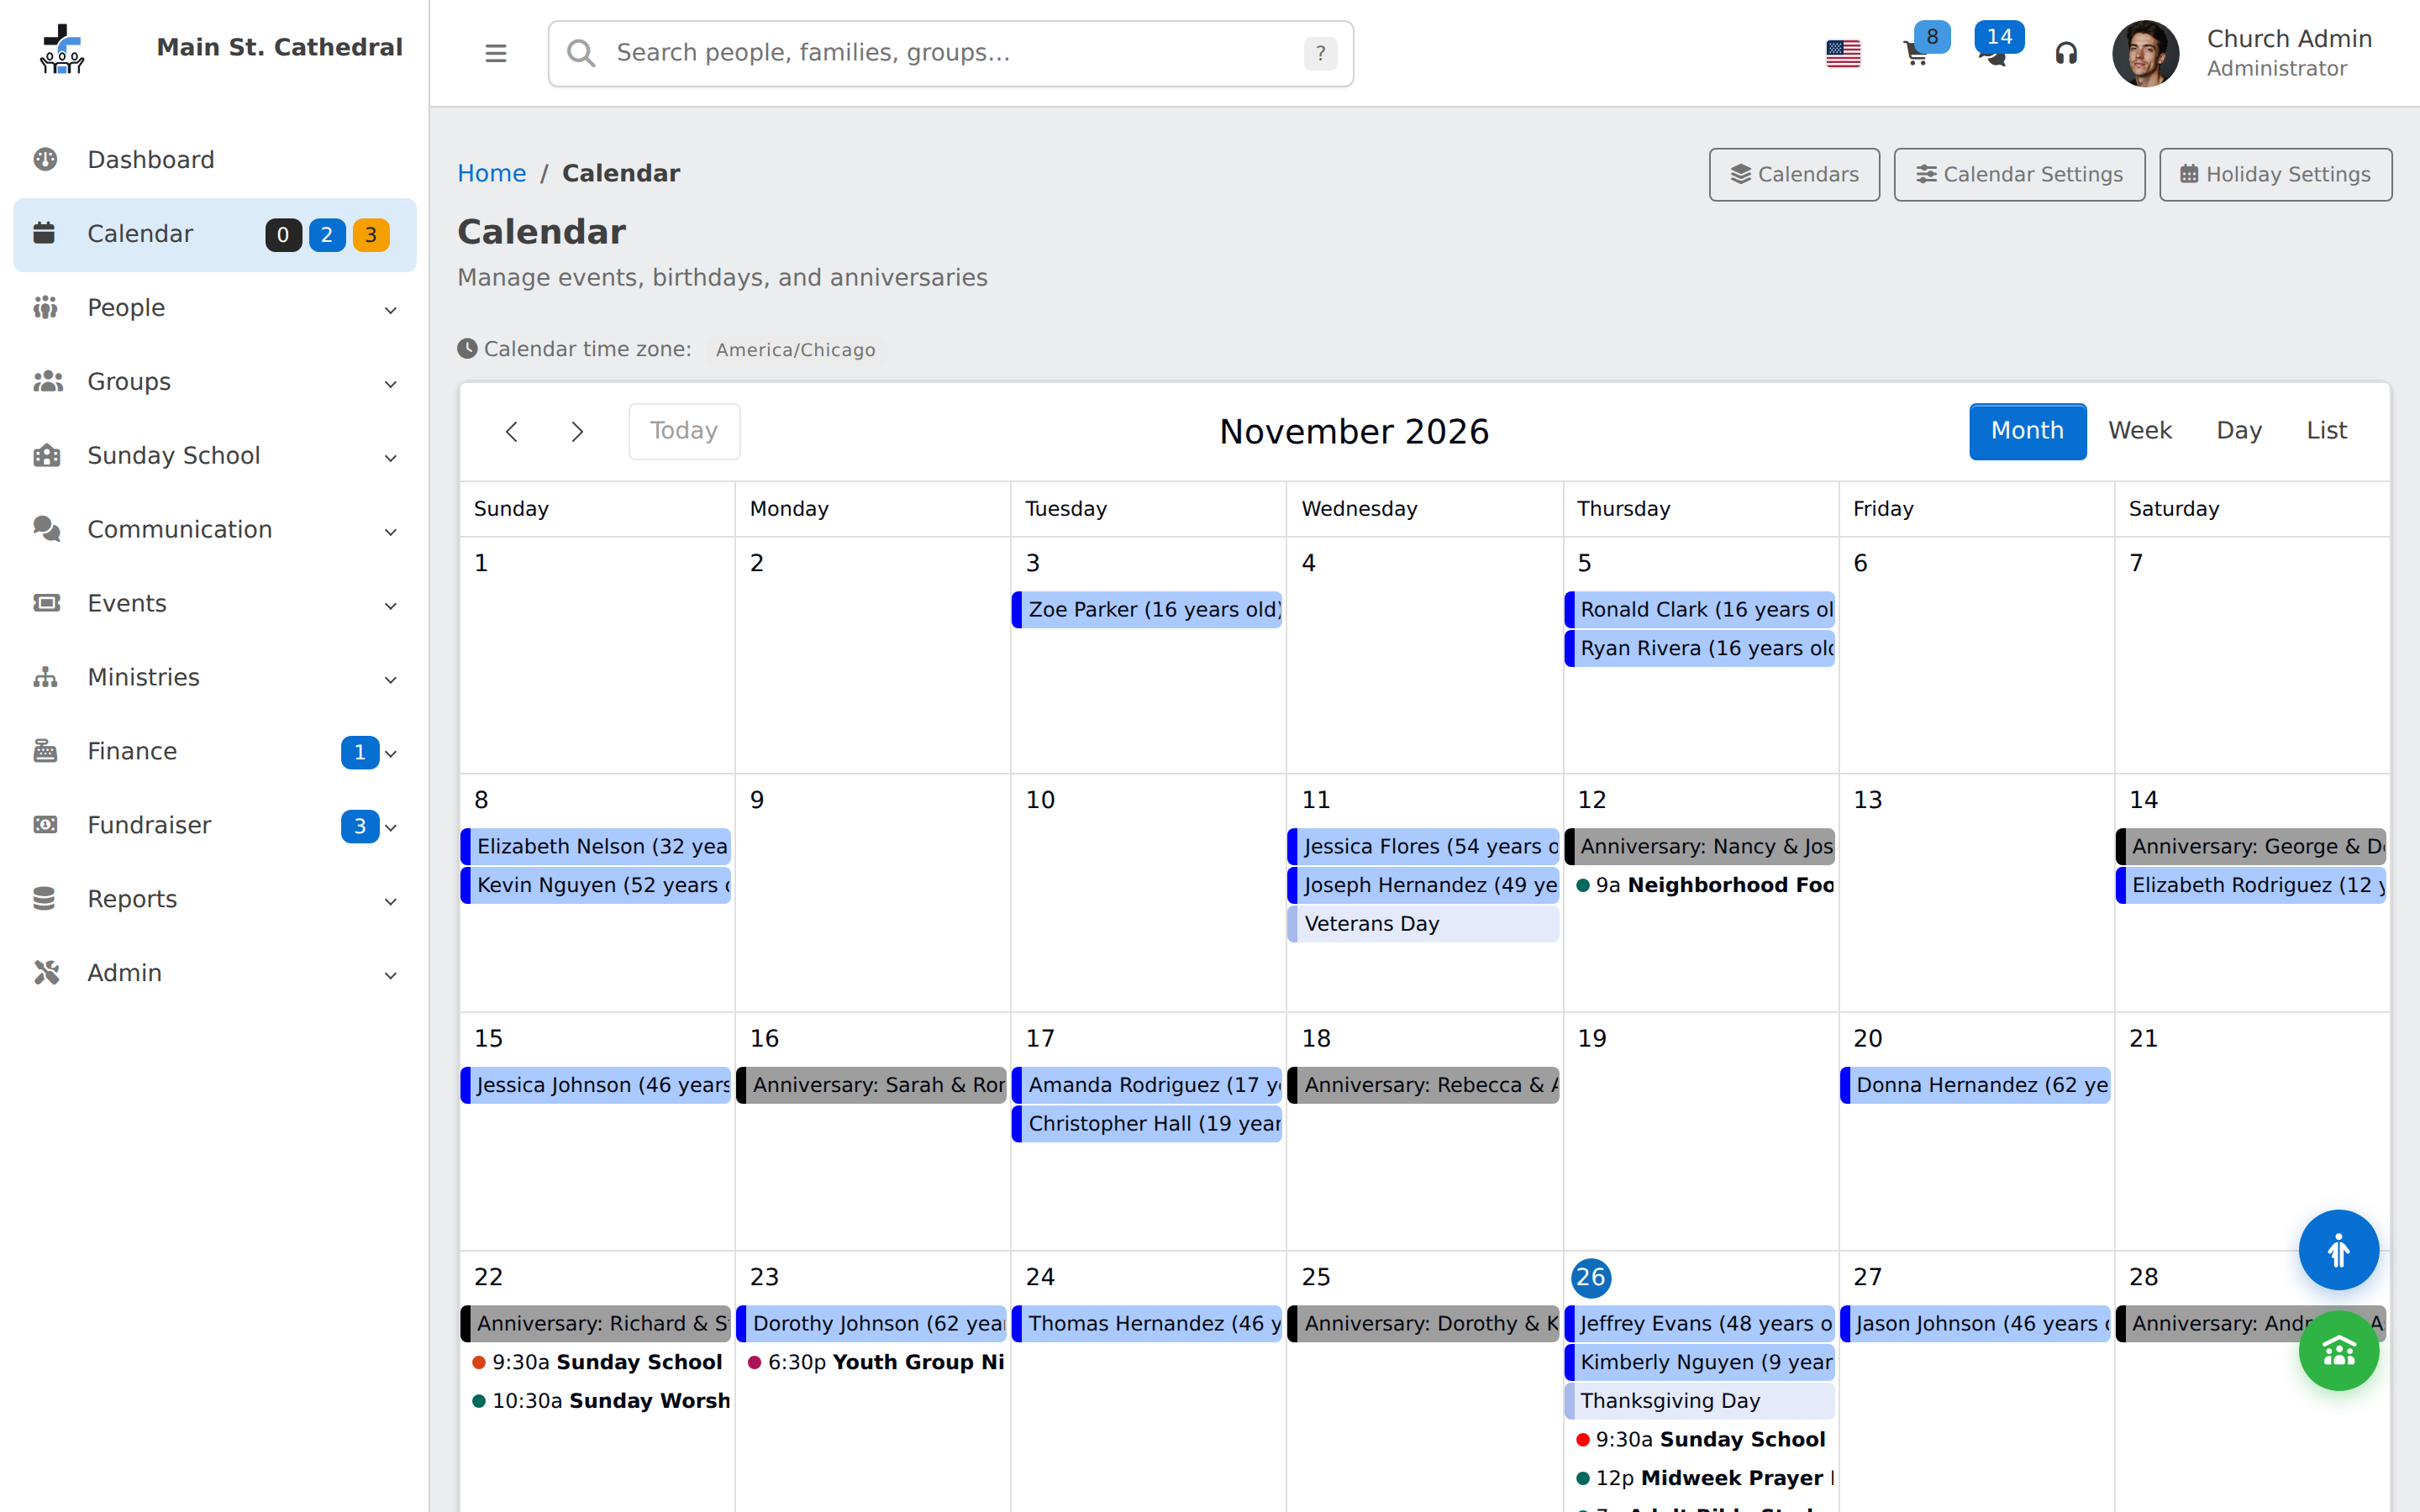 Main St. Cathedral
Search people, families, groups...
?
8
14
Church Admin
Administrator
Dashboard
Calendar 0 2 3
People
Groups
Sunday School
Communication
Events
Ministries
Finance 1
Fundraiser 3
Reports
Admin
Home / Calendar
Calendars
Calendar Settings
Holiday Settings
Calendar
Manage events, birthdays, and anniversaries
Calendar time zone: America/Chicago
Today
November 2026
Month Week Day List
Sunday Monday Tuesday Wednesday Thursday Friday Saturday
1 2 3 4 5 6 7
Zoe Parker (16 years old)
Ronald Clark (16 years ol
Ryan Rivera (16 years old
8 9 10 11 12 13 14
Elizabeth Nelson (32 yea
Kevin Nguyen (52 years
Jessica Flores (54 years o
Joseph Hernandez (49 ye
Veterans Day
Anniversary: Nancy & Jos
9a Neighborhood Foo
Anniversary: George & D
Elizabeth Rodriguez (12 y
15 16 17 18 19 20 21
Jessica Johnson (46 years
Anniversary: Sarah & Ron
Amanda Rodriguez (17 ye
Christopher Hall (19 year
Anniversary: Rebecca & A
Donna Hernandez (62 ye
22 23 24 25 26 27 28
Anniversary: Richard & S
9:30a Sunday School
10:30a Sunday Worsh
Dorothy Johnson (62 year
6:30p Youth Group Ni
Thomas Hernandez (46 y
Anniversary: Dorothy & K
Jeffrey Evans (48 years o
Kimberly Nguyen (9 year
Thanksgiving Day
9:30a Sunday School
12p Midweek Prayer
Jason Johnson (46 years
Anniversary: Andr